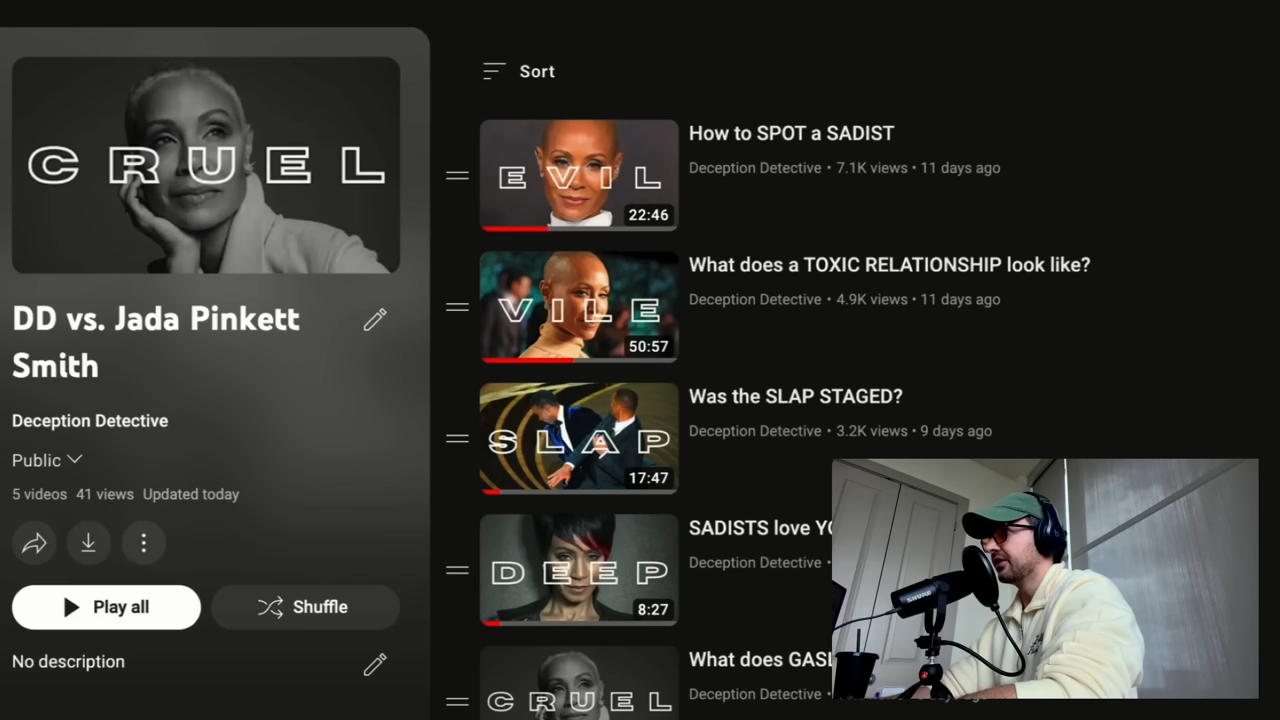 CRUEL
DD vs. Jada Pinkett
Smith
Deception Detective
Public
5 videos 41 views Updated today
Play all
Shuffle
No description
Sort
EVIL
22:46
How to SPOT a SADIST
Deception Detective • 7.1K views • 11 days ago
VILE
50:57
What does a TOXIC RELATIONSHIP look like?
Deception Detective • 4.9K views • 11 days ago
SLAP
17:47
Was the SLAP STAGED?
Deception Detective • 3.2K views • 9 days ago
DEEP
8:27
SADISTS love
Deception Detective •
CRUEL
What does
Deception Detective •
SHURE